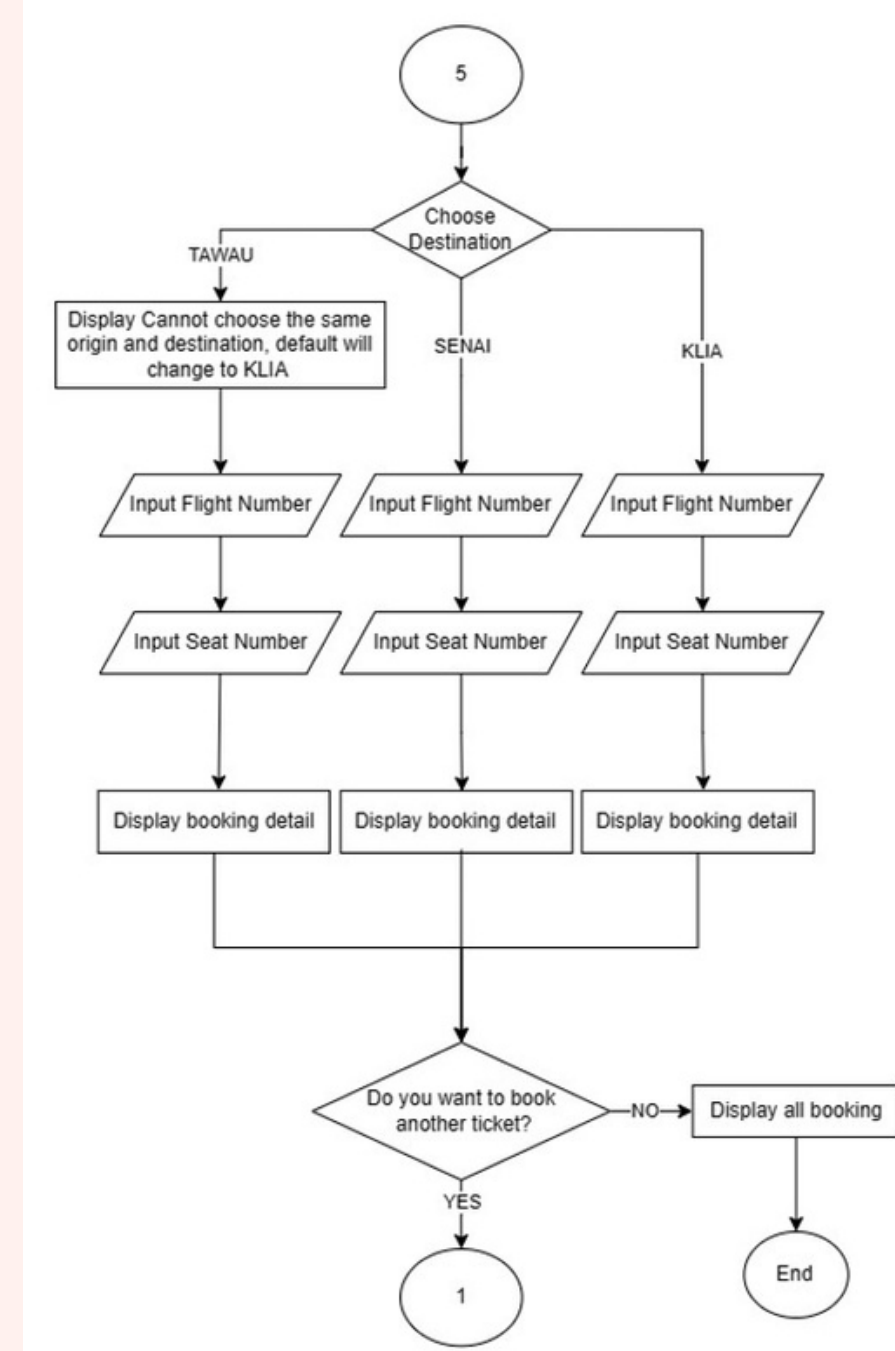 5
Choose
Destination
TAWAU
Display Cannot choose the same
origin and destination, default will
change to KLIA
SENAI
KLIA
Input Flight Number
Input Flight Number
Input Flight Number
Input Seat Number
Input Seat Number
Input Seat Number
Display booking detail
Display booking detail
Display booking detail
Do you want to book
another ticket?
NO
Display all booking
YES
1
End